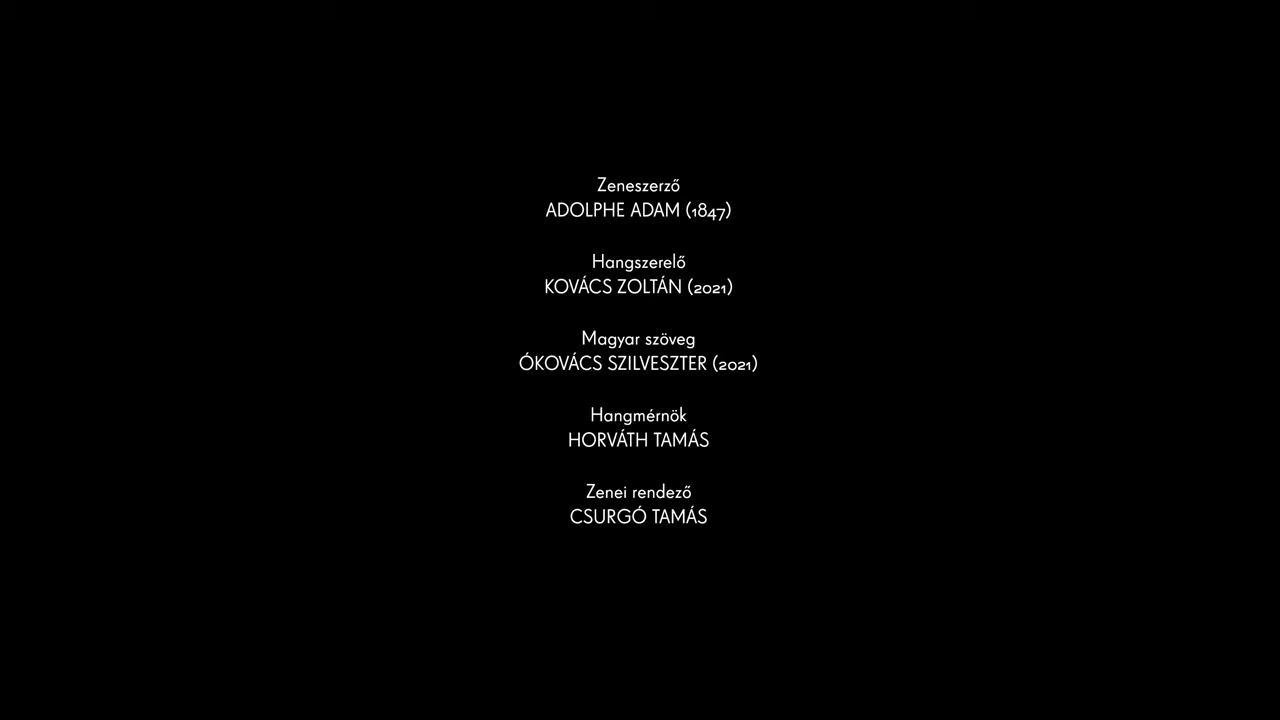 Zeneszerző
ADOLPHE ADAM (1847)
Hangszerelő
KOVÁCS ZOLTÁN (2021)
Magyar szöveg
ÓKOVÁCS SZILVESZTER (2021)
Hangmérnök
HORVÁTH TAMÁS
Zenei rendező
CSURGÓ TAMÁS